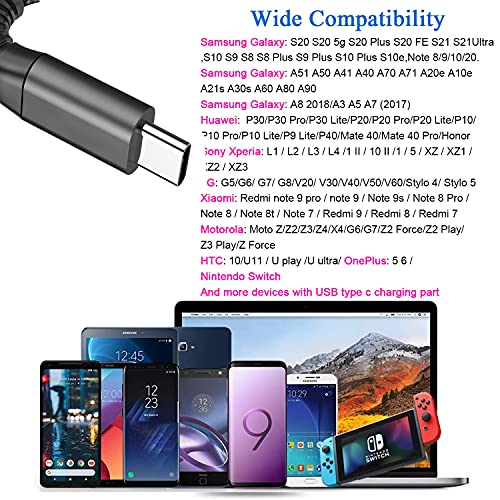 Wide Compatibility
Samsung Galaxy: S20 S20 5g S20 Plus S20 FE S21 S21Ultra
,S10 S9 S8 S8 Plus S9 Plus S10 Plus S10e,Note 8/9/10/20.
Samsung Galaxy: A51 A50 A41 A40 A70 A71 A20e A10e
A21s A30s A60 A80 A90
Samsung Galaxy: A8 2018/A3 A5 A7 (2017)
Huawei: P30/P30 Pro/P30 Lite/P20/P20 Pro/P20 Lite/P10/
P10 Pro/P10 Lite/P9 Lite/P40/Mate 40/Mate 40 Pro/Honor
Sony Xperia: L1 / L2 / L3 / L4 /1 II / 10 II /1 / 5 / XZ / XZ1 /
XZ2 / XZ3
G: G5/G6/ G7/ G8/V20/ V30/V40/V50/V60/Stylo 4/ Stylo 5
Xiaomi: Redmi note 9 pro / note 9 / Note 9s / Note 8 Pro /
Note 8 / Note 8t / Note 7 / Redmi 9 / Redmi 8 / Redmi 7
Motorola: Moto Z/Z2/Z3/Z4/X4/G6/G7/Z2 Force/Z2 Play/
Z3 Play/Z Force
HTC: 10/U11 / U play /U ultra/ OnePlus: 5 6 /
Nintendo Switch
And more devices with USB type c charging part
SAMSUNG
SAMSUNG
9
NINTENDO
SWITCH